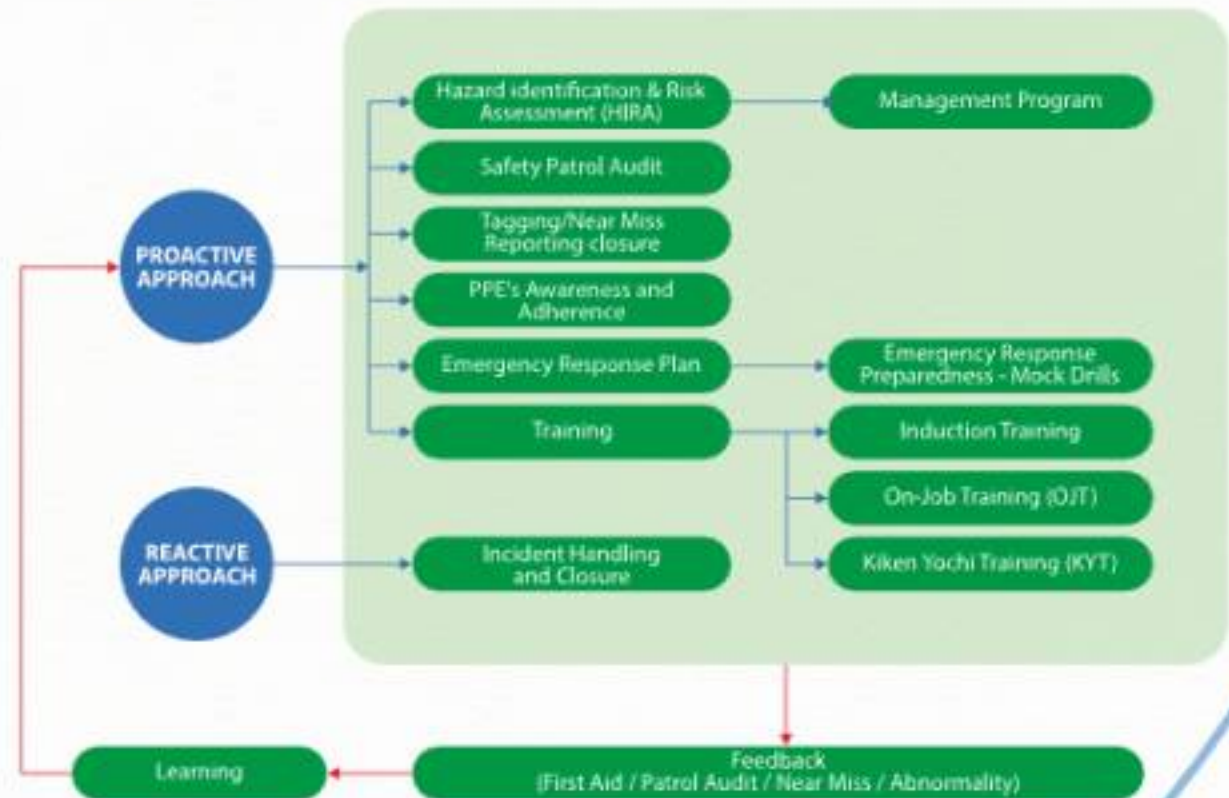 Hazard identification & Risk
Assessment (HIRA)
Management Program
Safety Patrol Audit
Tagging/Near Miss
Reporting closure
PROACTIVE
APPROACH
PPE's Awareness and
Adherence
Emergency Response Plan
Emergency Response
Preparedness - Mock Drills
Training
Induction Training
On-Job Training (OJT)
REACTIVE
APPROACH
Incident Handling
and Closure
Kiken Yochi Training (KYT)
Learning
Feedback
(First Aid / Patrol Audit / Near Miss / Abnormality)